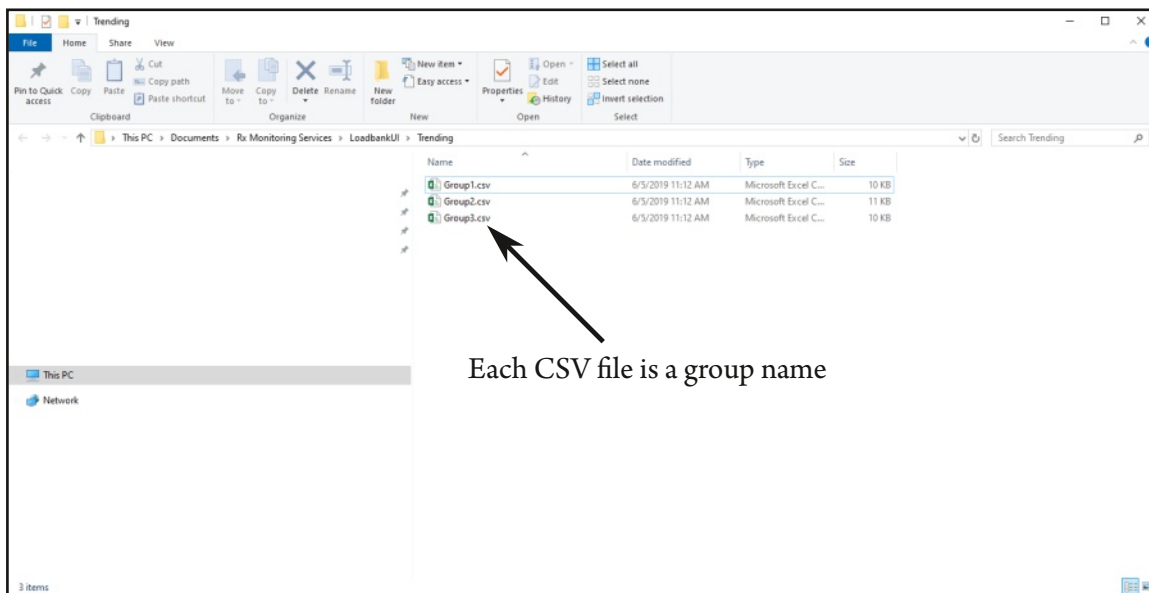 Trending
File Home Share View
Pin to Quick access
Copy
Paste
Cut
Copy path
Paste shortcut
Clipboard
Move to
Copy to
Delete
Rename
Organize
New folder
New item
Easy access
New
Properties
Open
Edit
History
Open
Select all
Select none
Invert selection
Select
This PC > Documents > Rx Monitoring Services > LoadbankUI > Trending
Search Trending
Name Date modified Type Size
Group1.csv 6/5/2019 11:12 AM Microsoft Excel C... 10 KB
Group2.csv 6/5/2019 11:12 AM Microsoft Excel C... 11 KB
Group3.csv 6/5/2019 11:12 AM Microsoft Excel C... 10 KB
Each CSV file is a group name
This PC
Network
3 items